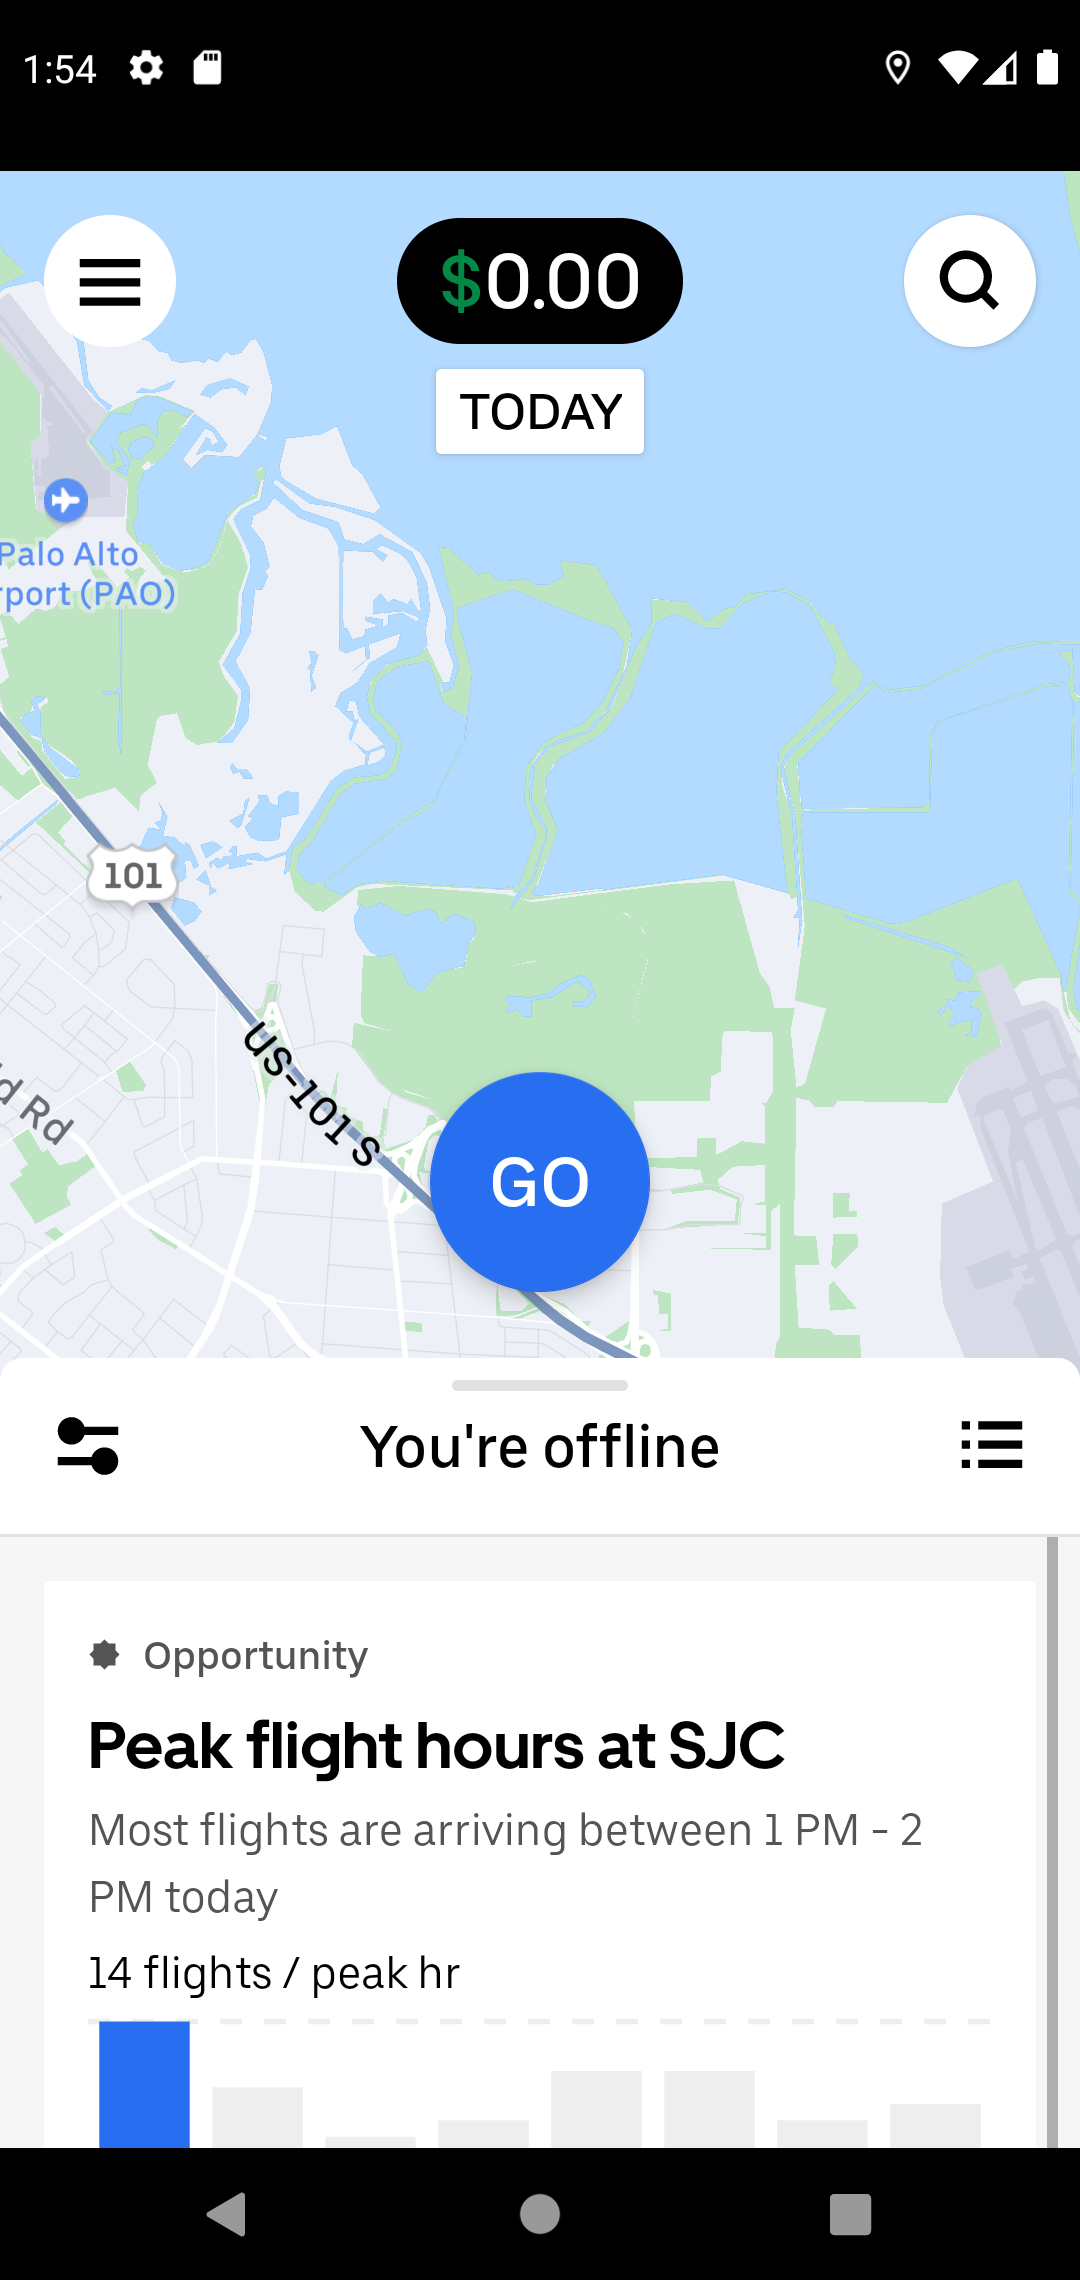 1:54
$0.00
TODAY
Palo Alto
rport (PAO)
101
US-101 S
d Rd
GO
You're offline
Opportunity
Peak flight hours at SJC
Most flights are arriving between 1 PM - 2
PM today
14 flights / peak hr